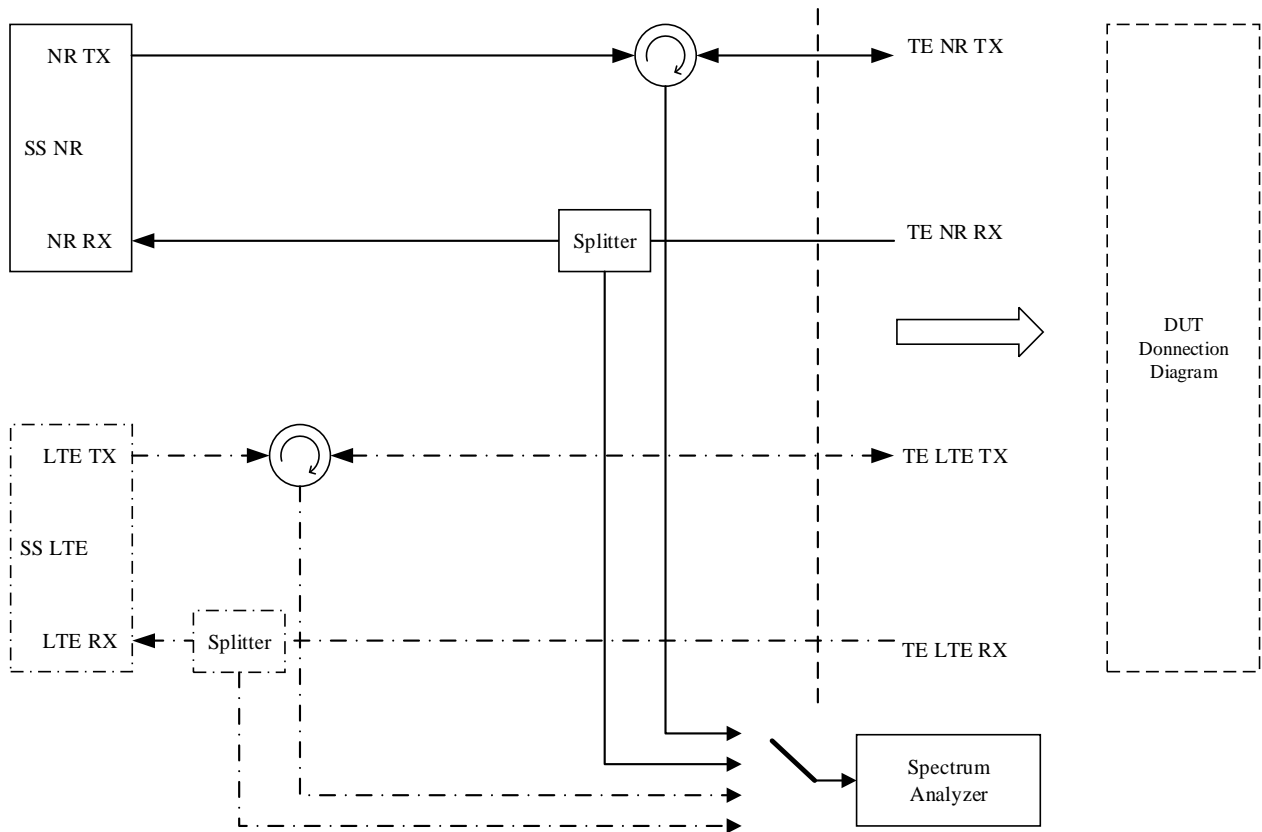 NR TX
TE NR TX
SS NR
NR RX
Splitter
TE NR RX
DUT
Donnection
Diagram
LTE TX
TE LTE TX
SS LTE
LTE RX
Splitter
TE LTE RX
Spectrum
Analyzer